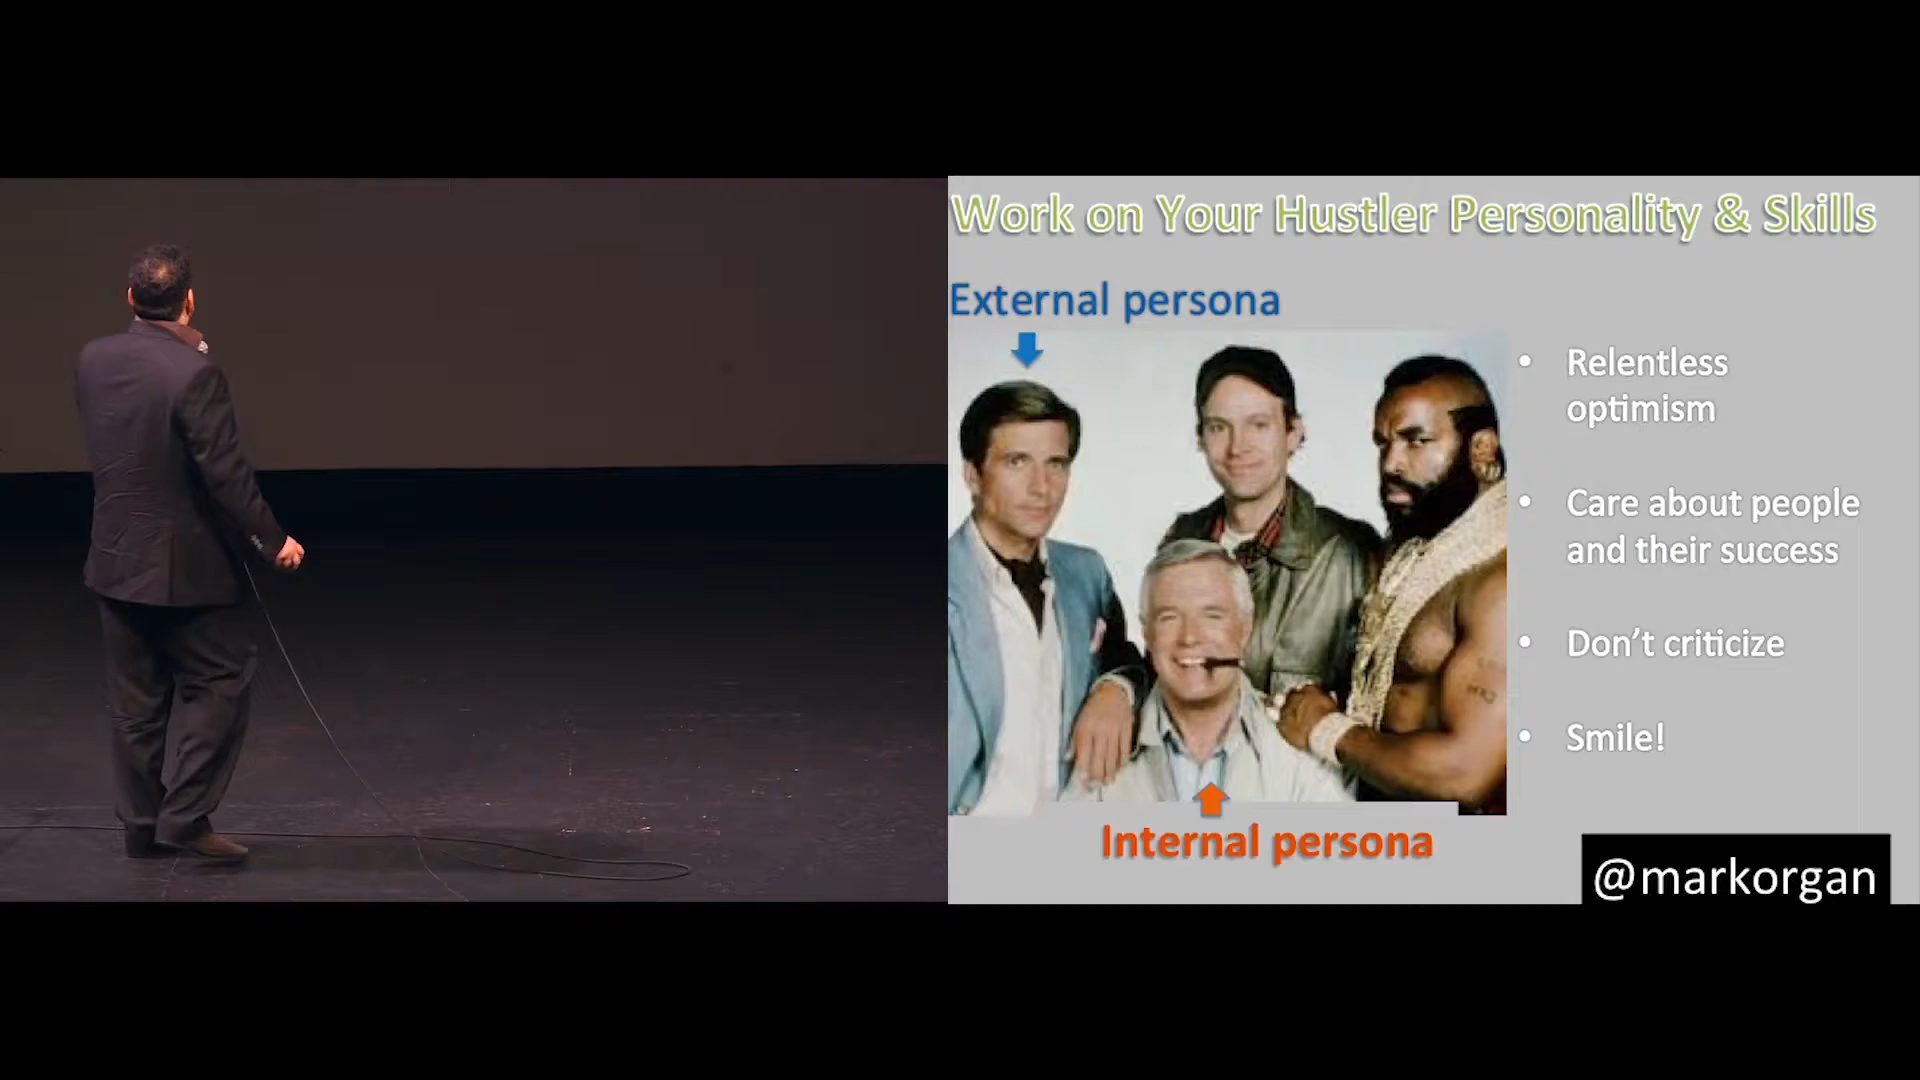 Work on Your Hustler Personality & Skills
External persona
• Relentless
optimism
• Care about people
and their success
• Don't criticize
• Smile!
Internal persona
@markorgan